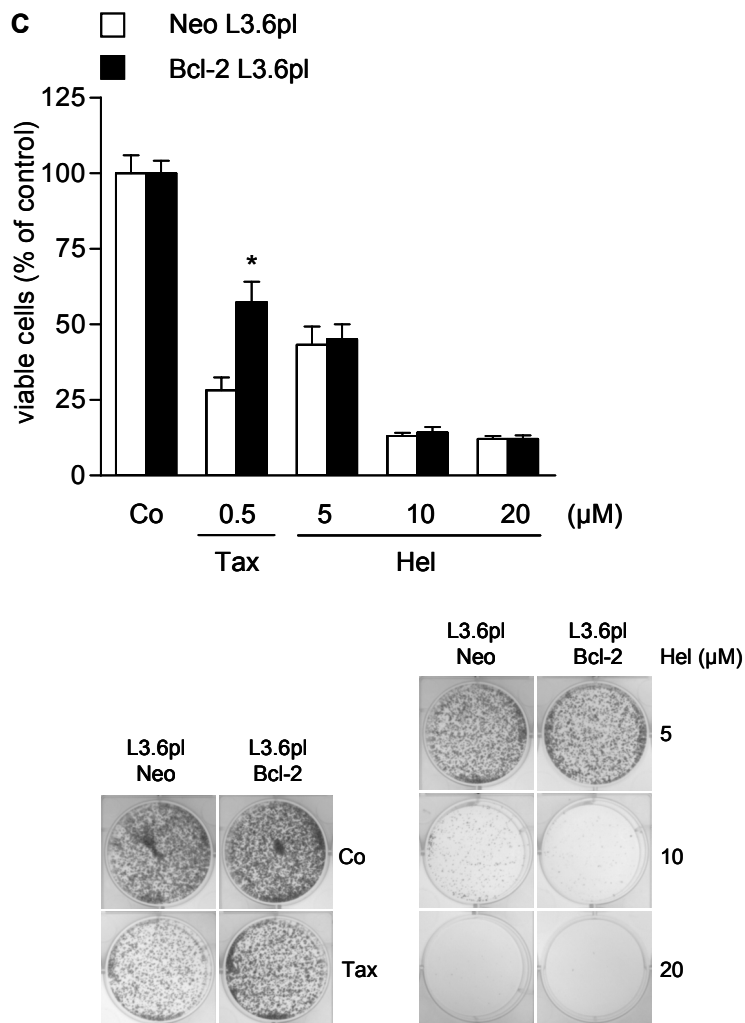 C
Neo L3.6pl
Bcl-2 L3.6pl
viable cells (% of control)
125
100
75
50
25
0
*
Co 0.5 5 10 20 (µM)
Tax Hel
L3.6pl L3.6pl
Neo Bcl-2 Hel (µM)
5
10
20
L3.6pl L3.6pl
Neo Bcl-2
Co
Tax